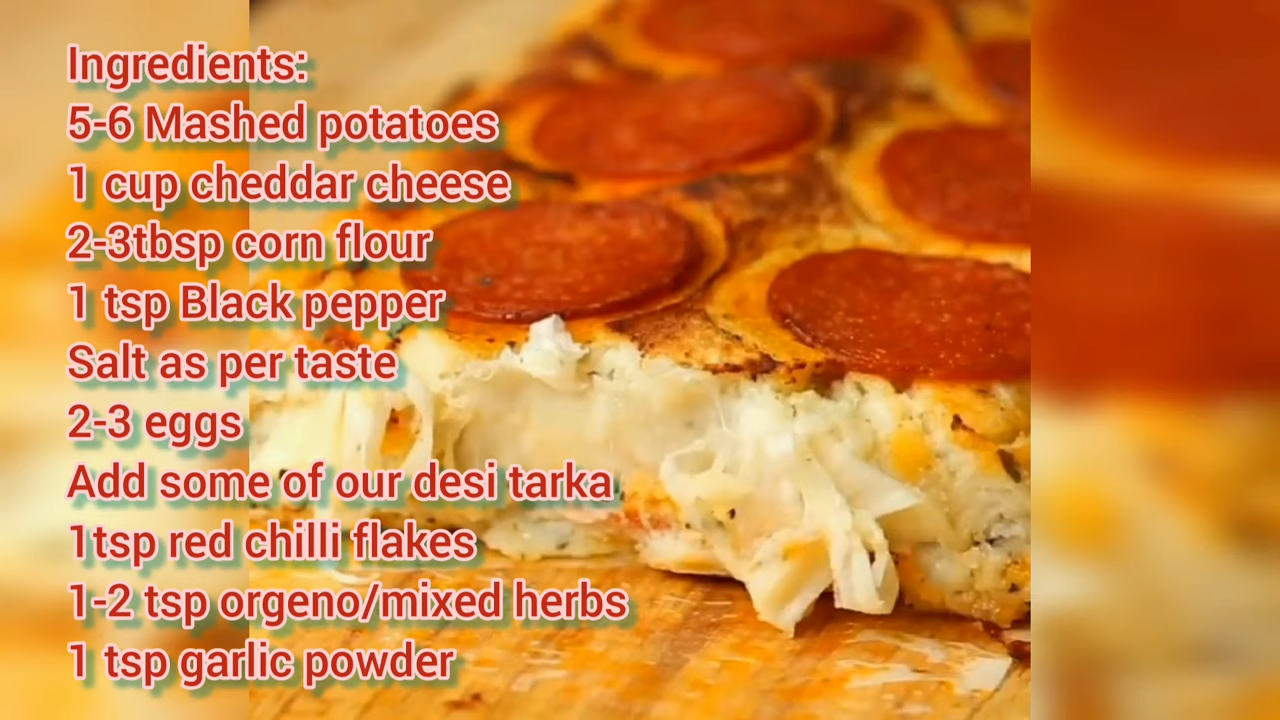 Ingredients:
5-6 Mashed potatoes
1 cup cheddar cheese
2-3tbsp corn flour
1 tsp Black pepper
Salt as per taste
2-3 eggs
Add some of our desi tarka
1tsp red chilli flakes
1-2 tsp orgeno/mixed herbs
1 tsp garlic powder